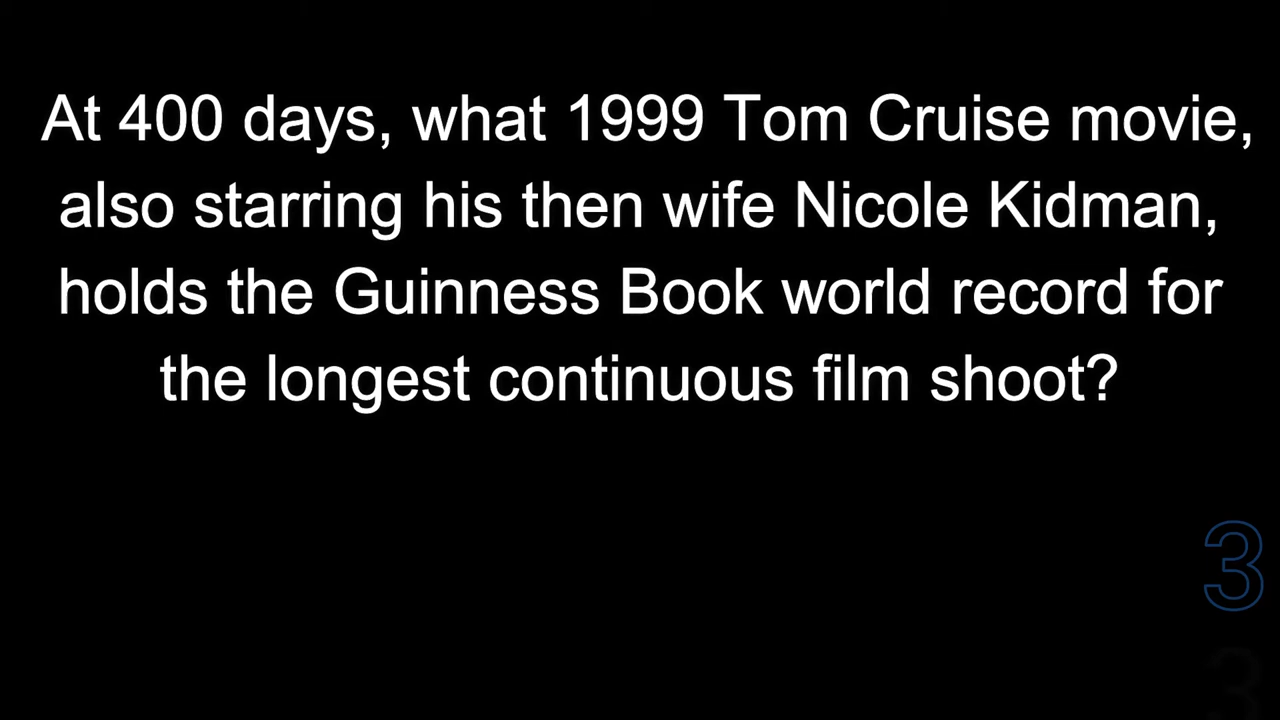 At 400 days, what 1999 Tom Cruise movie,
also starring his then wife Nicole Kidman,
holds the Guinness Book world record for
the longest continuous film shoot?
3
3